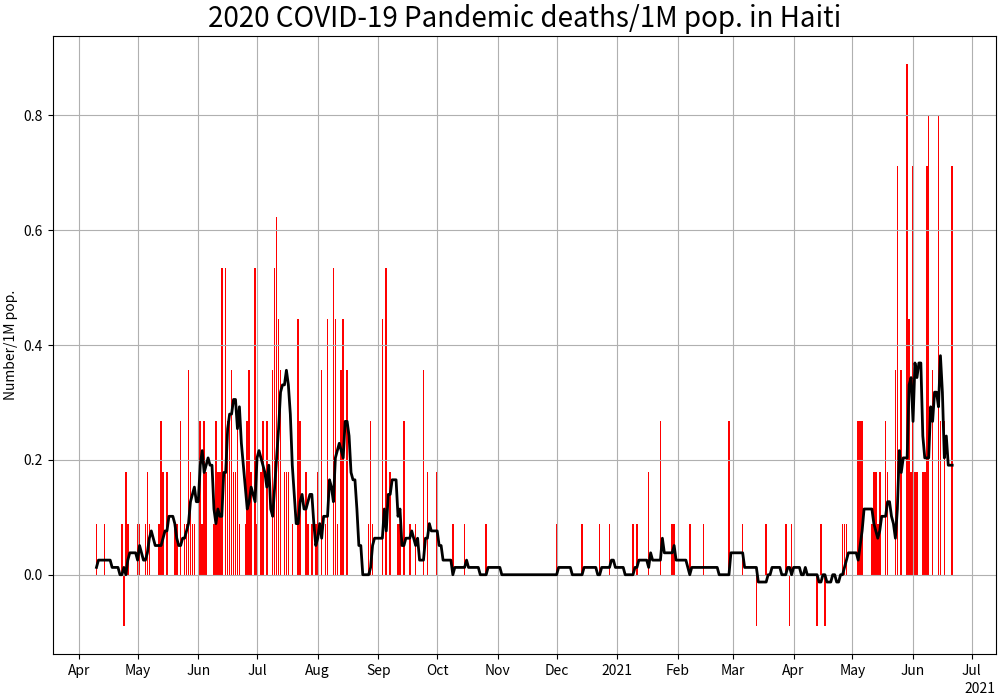 2020 COVID-19 Pandemic deaths/1M pop. in Haiti
Number/1M pop.
0.8
0.6
0.4
0.2
0.0
Apr May Jun Jul Aug Sep Oct Nov Dec 2021 Feb Mar Apr May Jun Jul
2021